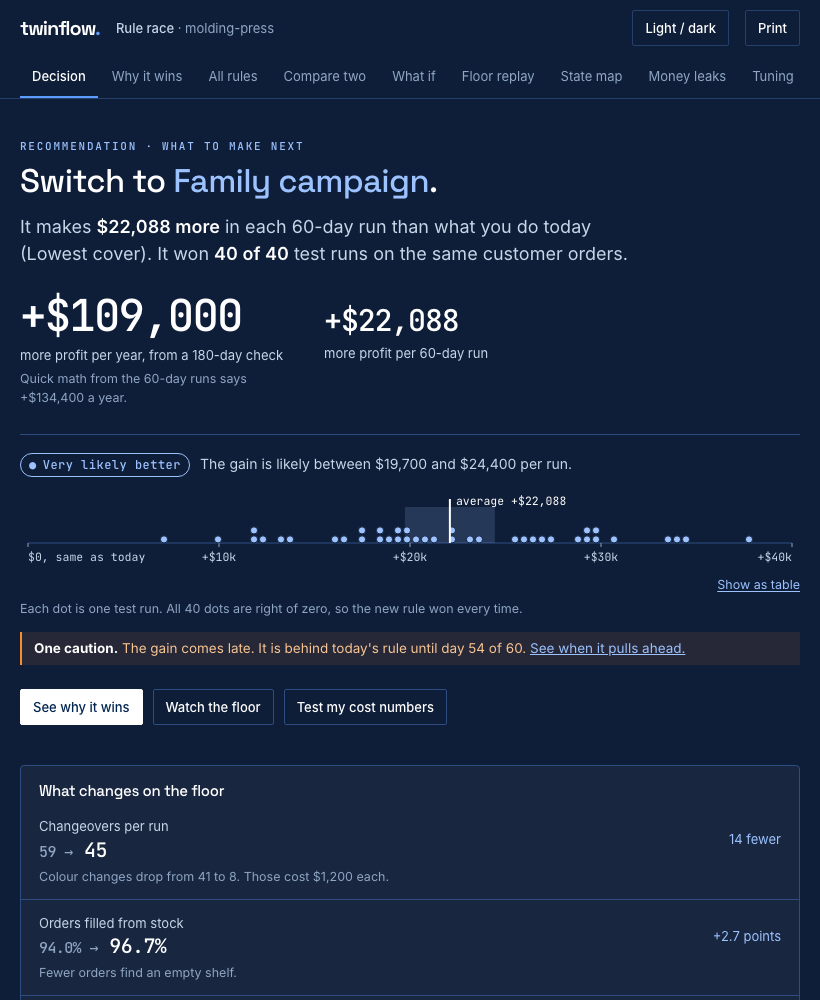 twinflow.
Rule race · molding-press
Light / dark
Print
Decision
Why it wins
All rules
Compare two
What if
Floor replay
State map
Money leaks
Tuning
RECOMMENDATION · WHAT TO MAKE NEXT
Switch to Family campaign.
It makes $22,088 more in each 60-day run than what you do today
(Lowest cover). It won 40 of 40 test runs on the same customer orders.
+$109,000
more profit per year, from a 180-day check
Quick math from the 60-day runs says
+$134,400 a year.
+$22,088
more profit per 60-day run
Very likely better
The gain is likely between $19,700 and $24,400 per run.
average +$22,088
$0, same as today
+$10k
+$20k
+$30k
+$40k
Show as table
Each dot is one test run. All 40 dots are right of zero, so the new rule won every time.
One caution. The gain comes late. It is behind today's rule until day 54 of 60. See when it pulls ahead.
See why it wins
Watch the floor
Test my cost numbers
What changes on the floor
Changeovers per run
59 → 45
14 fewer
Colour changes drop from 41 to 8. Those cost $1,200 each.
Orders filled from stock
94.0% → 96.7%
+2.7 points
Fewer orders find an empty shelf.